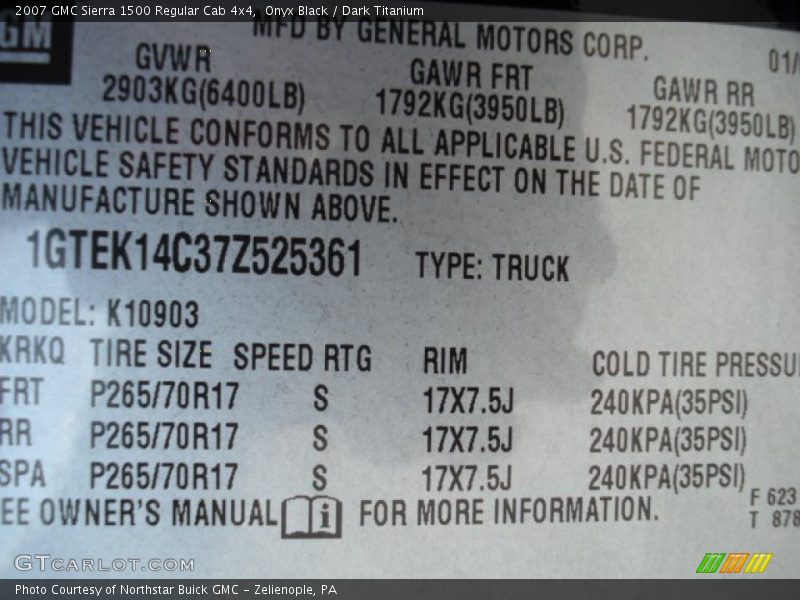 2007 GMC Sierra 1500 Regular Cab 4x4, Onyx Black / Dark Titanium
GM
MFD BY GENERAL MOTORS CORP.
01/
GVWR GAWR FRT GAWR RR
2903KG(6400LB) 1792KG(3950LB) 1792KG(3950LB)
THIS VEHICLE CONFORMS TO ALL APPLICABLE U.S. FEDERAL MOTO
VEHICLE SAFETY STANDARDS IN EFFECT ON THE DATE OF
MANUFACTURE SHOWN ABOVE.
1GTEK14C37Z525361 TYPE: TRUCK
MODEL: K10903
KRKQ TIRE SIZE SPEED RTG RIM COLD TIRE PRESSU
FRT P265/70R17 S 17X7.5J 240KPA(35PSI)
RR P265/70R17 S 17X7.5J 240KPA(35PSI)
SPA P265/70R17 S 17X7.5J 240KPA(35PSI)
EE OWNER'S MANUAL i FOR MORE INFORMATION.
F 623
T 878
GTCARLOT.COM
Photo Courtesy of Northstar Buick GMC - Zelienople, PA